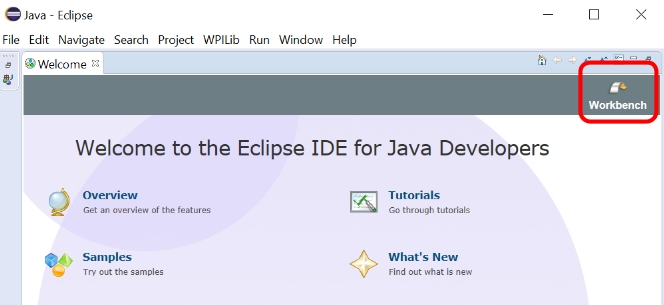 Java - Eclipse
File Edit Navigate Search Project WPILib Run Window Help
Welcome
Workbench
Welcome to the Eclipse IDE for Java Developers
Overview
Get an overview of the features
Tutorials
Go through tutorials
Samples
Try out the samples
What's New
Find out what is new